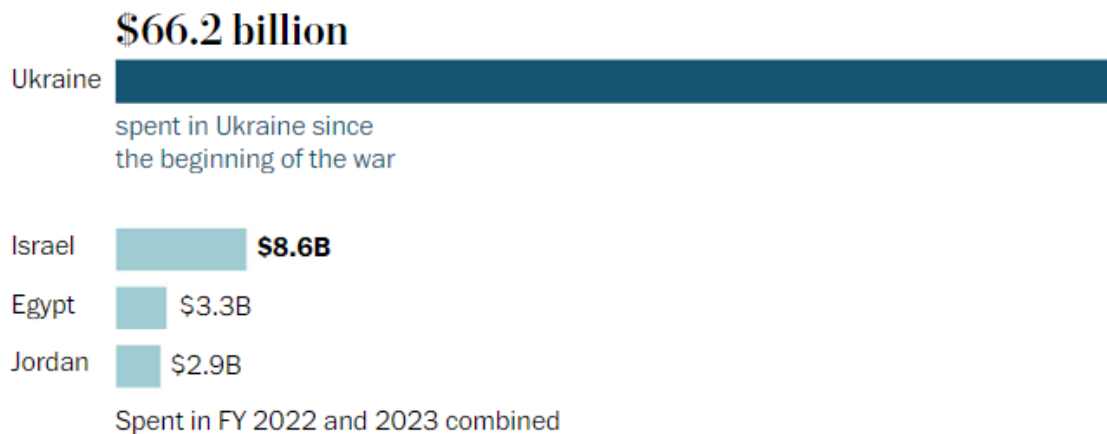 $66.2 billion
Ukraine
spent in Ukraine since
the beginning of the war
Israel $8.6B
Egypt $3.3B
Jordan $2.9B
Spent in FY 2022 and 2023 combined